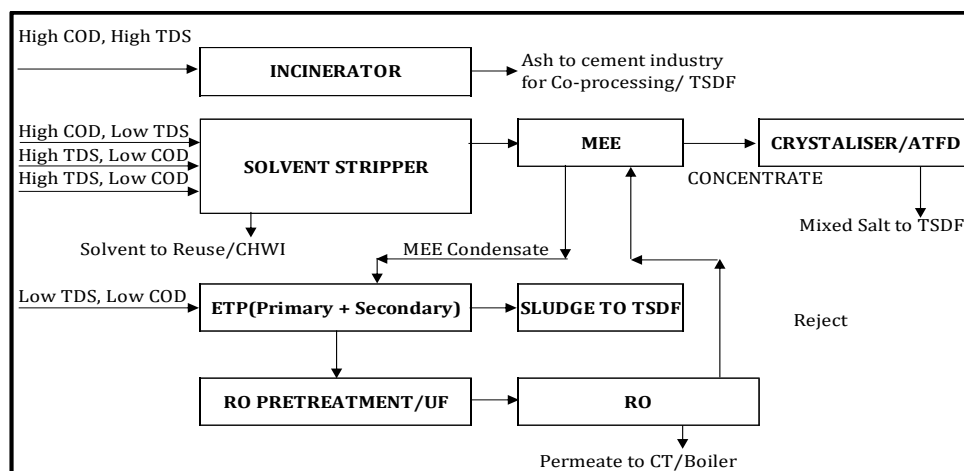 High COD, High TDS
INCINERATOR
Ash to cement industry
for Co-processing/ TSDF
High COD, Low TDS
High TDS, Low COD
High TDS, Low COD
SOLVENT STRIPPER
MEE
CRYSTALISER/ATFD
CONCENTRATE
Mixed Salt to TSDF
Solvent to Reuse/CHWI
MEE Condensate
Low TDS, Low COD
ETP(Primary + Secondary)
SLUDGE TO TSDF
Reject
RO PRETREATMENT/UF
RO
Permeate to CT/Boiler